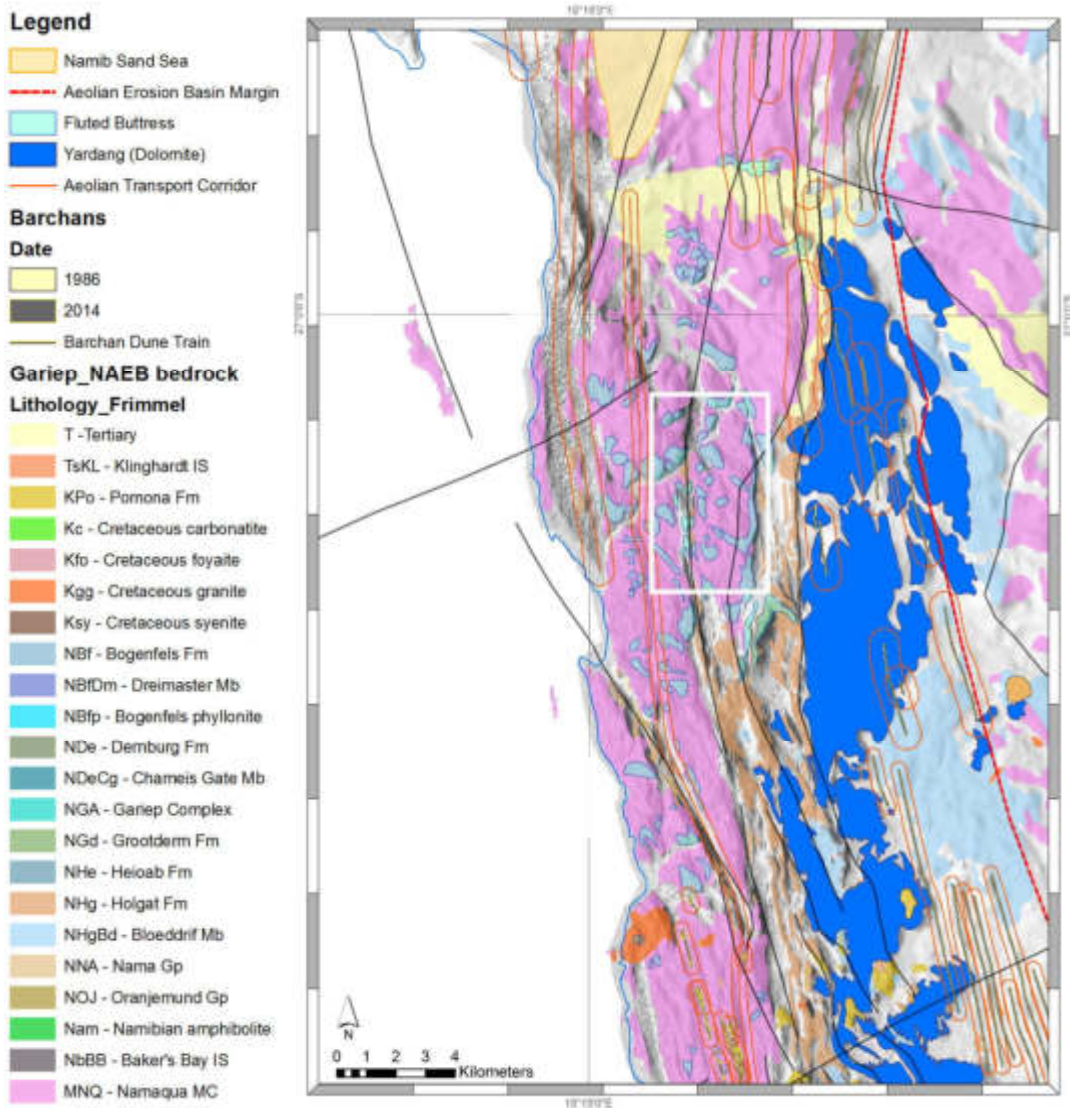 Legend
Namib Sand Sea
Aeolian Erosion Basin Margin
Fluted Buttress
Yardang (Dolomite)
Aeolian Transport Corridor
Barchans
Date
1986
2014
Barchan Dune Train
Gariep_NAEB bedrock
Lithology_Frimmel
T -Tertiary
TsKL - Klinghardt IS
KPo - Pomona Fm
Kc - Cretaceous carbonatite
Kfo - Cretaceous foyaite
Kgg - Cretaceous granite
Ksy - Cretaceous syenite
NBf - Bogenfels Fm
NBfDm - Dreimaster Mb
NBfp - Bogenfels phyllonite
NDe - Dernburg Fm
NDeCg - Chameis Gate Mb
NGA - Gariep Complex
NGd - Grootderm Fm
NHe - Heioab Fm
NHg - Holgat Fm
NHgBd - Bloeddrif Mb
NNA - Nama Gp
NOJ - Oranjemund Gp
Nam - Namibian amphibolite
NbBB - Baker's Bay IS
MNQ - Namaqua MC
N
0 1 2 3 4
Kilometers